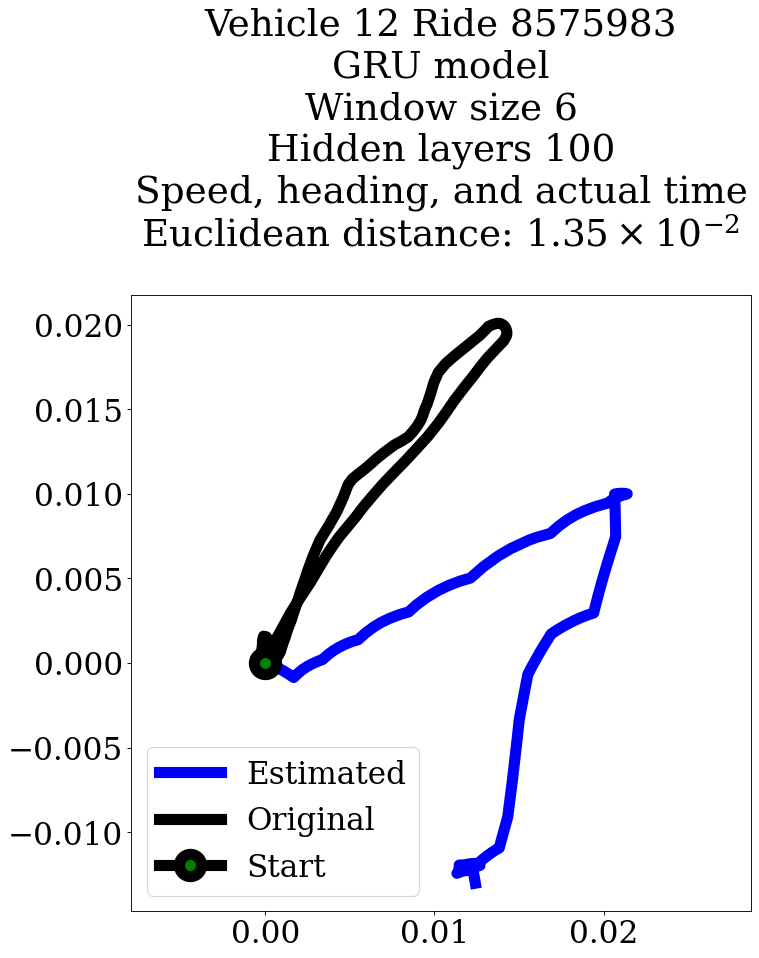 Vehicle 12 Ride 8575983
GRU model
Window size 6
Hidden layers 100
Speed, heading, and actual time
Euclidean distance: 1.35 × 10⁻²
0.020
0.015
0.010
0.005
0.000
−0.005
−0.010
Estimated
Original
Start
0.00 0.01 0.02